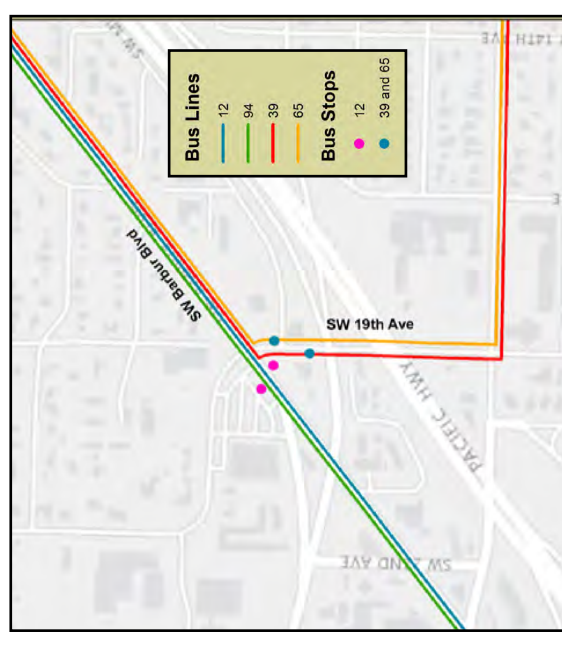 Bus Lines
12
94
39
65
Bus Stops
12
39 and 65
SW Barbur Blvd
SW 19th Ave
PACIFIC HWY
SW 22ND AVE
14TH AVE